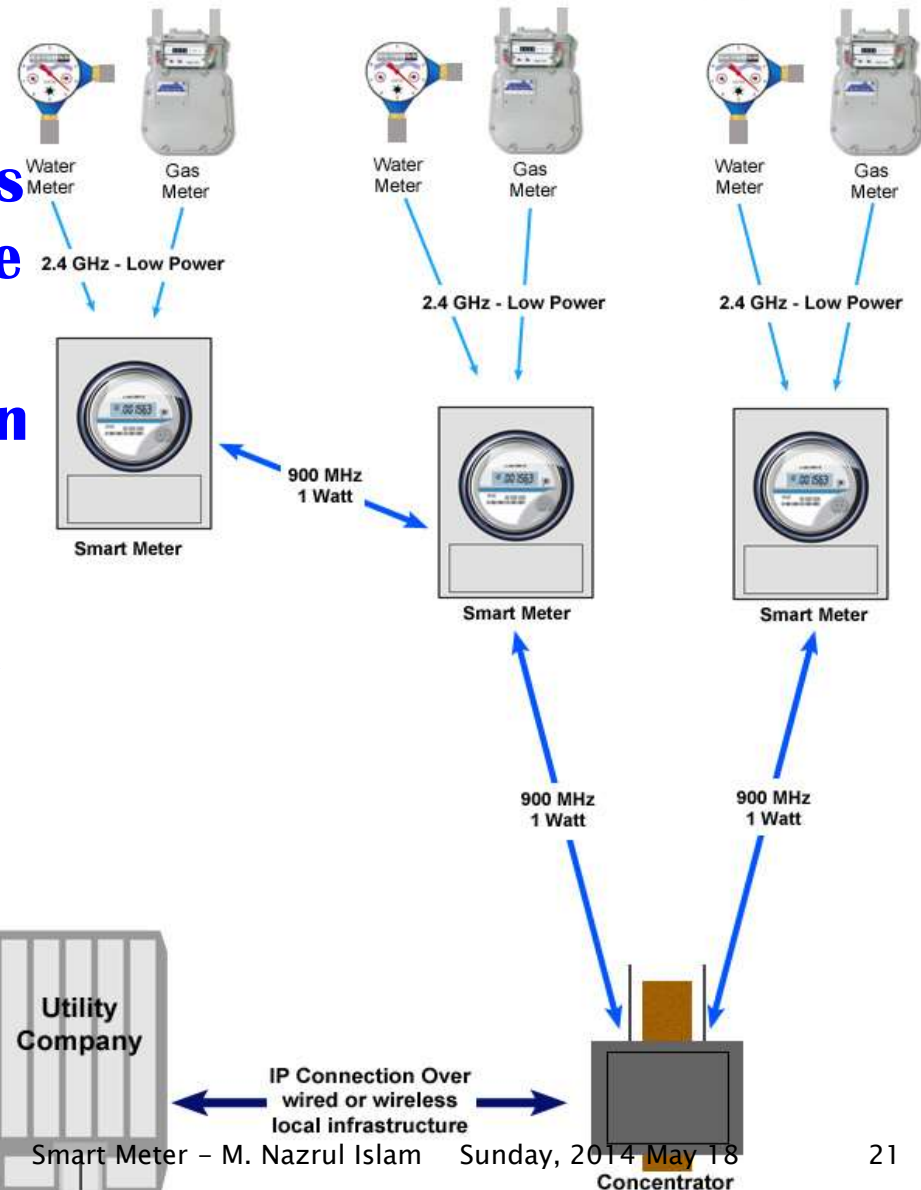 Water
Meter
Gas
Meter
Water
Meter
Gas
Meter
Water
Meter
Gas
Meter
s
e
n
2.4 GHz - Low Power
2.4 GHz - Low Power
2.4 GHz - Low Power
900 MHz
1 Watt
Smart Meter
Smart Meter
Smart Meter
900 MHz
1 Watt
900 MHz
1 Watt
Utility
Company
IP Connection Over
wired or wireless
local infrastructure
Smart Meter - M. Nazrul Islam Sunday, 2014 May 18 21
Concentrator